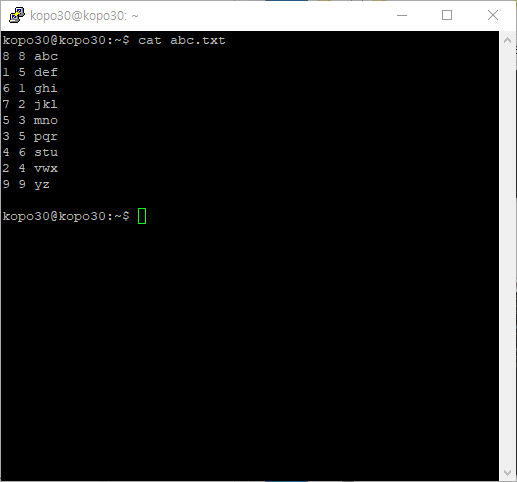 kopo30@kopo30: ~
kopo30@kopo30:~$ cat abc.txt
8 8 abc
1 5 def
6 1 ghi
7 2 jkl
5 3 mno
3 5 pqr
4 6 stu
2 4 vwx
9 9 yz
kopo30@kopo30:~$